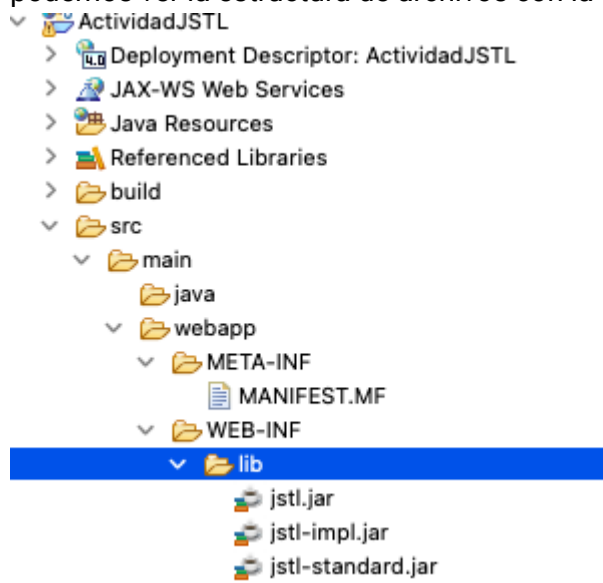 podemos ver la estructura de archivos con la
ActividadJSTL
4.0 Deployment Descriptor: ActividadJSTL
JAX-WS Web Services
Java Resources
Referenced Libraries
build
src
main
java
webapp
META-INF
MANIFEST.MF
WEB-INF
lib
jstl.jar
jstl-impl.jar
jstl-standard.jar